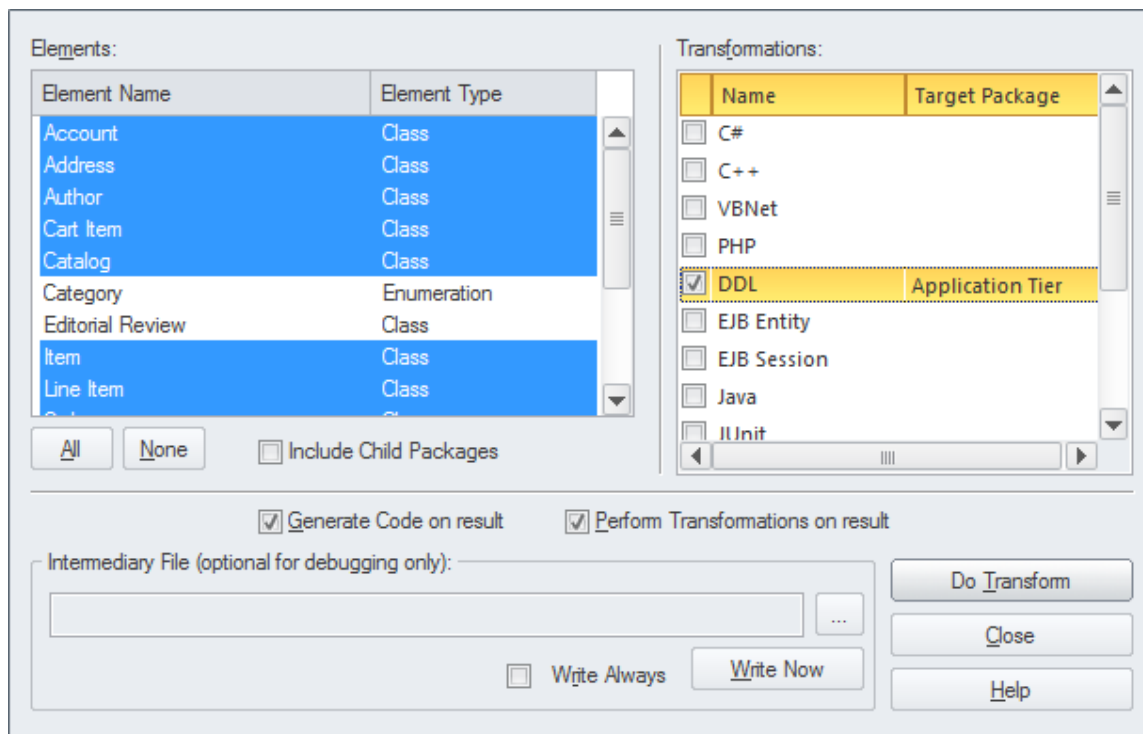 Elements:
Element Name Element Type
Account Class
Address Class
Author Class
Cart Item Class
Catalog Class
Category Enumeration
Editorial Review Class
Item Class
Line Item Class
All None Include Child Packages
Transformations:
Name Target Package
C#
C++
VBNet
PHP
DDL Application Tier
EJB Entity
EJB Session
Java
JUnit
Generate Code on result Perform Transformations on result
Intermediary File (optional for debugging only):
...
Write Always Write Now
Do Transform
Close
Help